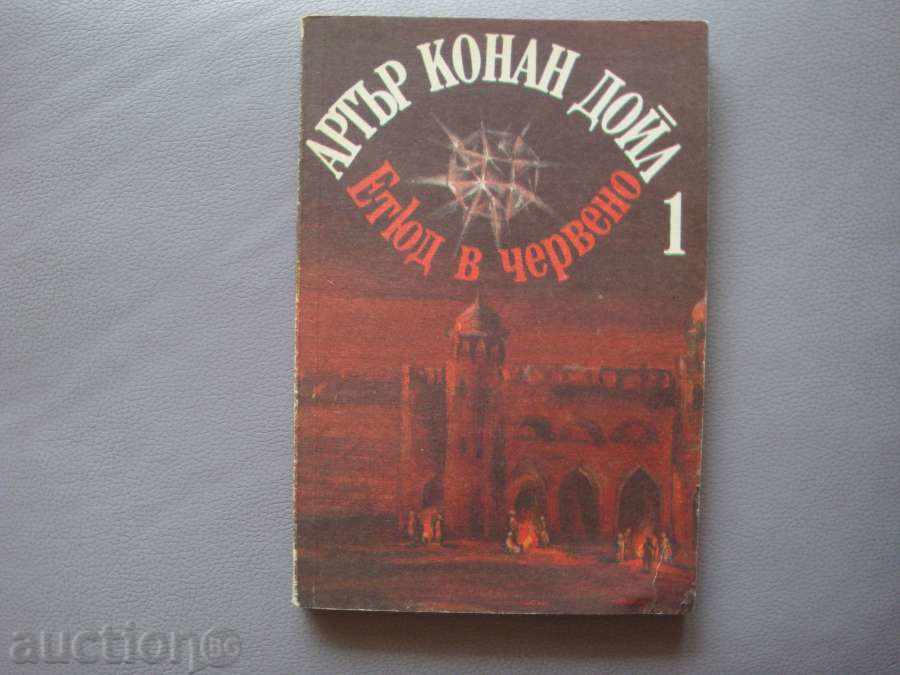 АРТЪР КОНАН ДОЙЛ
Етюд в червено
1
auction BG